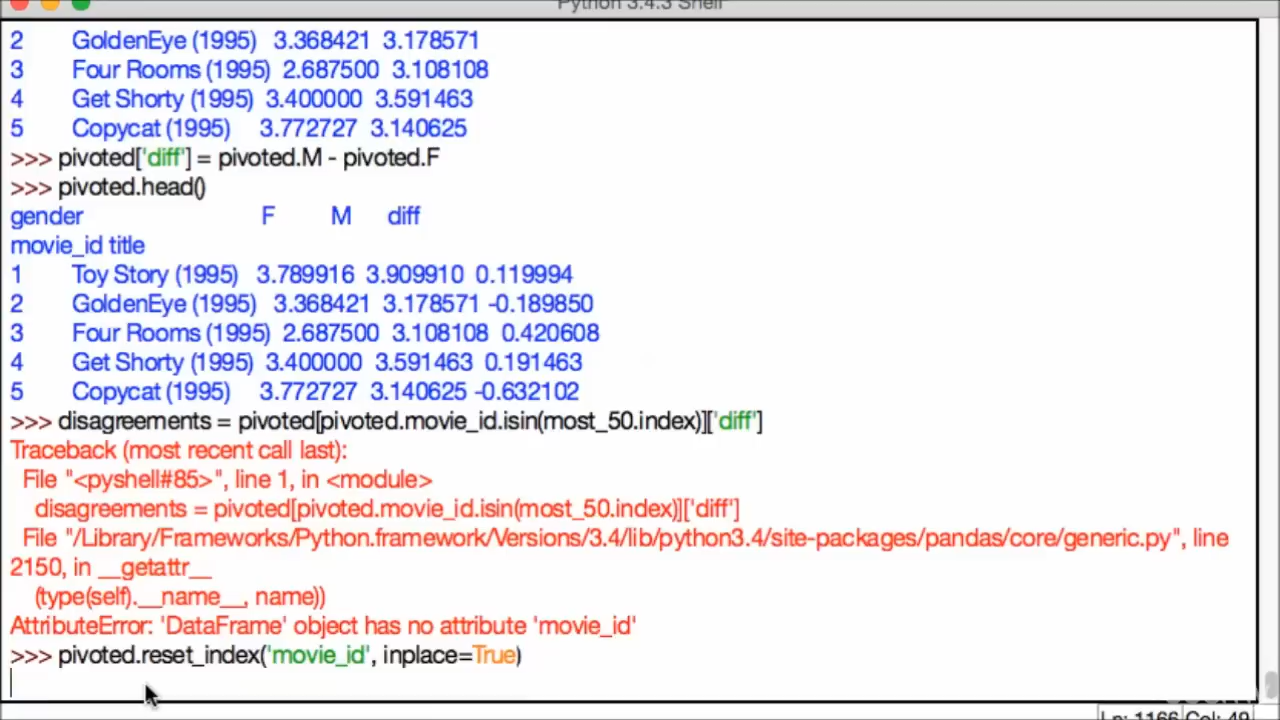 Python 3.4.3 Shell
2 GoldenEye (1995) 3.368421 3.178571
3 Four Rooms (1995) 2.687500 3.108108
4 Get Shorty (1995) 3.400000 3.591463
5 Copycat (1995) 3.772727 3.140625
>>> pivoted['diff'] = pivoted.M - pivoted.F
>>> pivoted.head()
gender F M diff
movie_id title
1 Toy Story (1995) 3.789916 3.909910 0.119994
2 GoldenEye (1995) 3.368421 3.178571 -0.189850
3 Four Rooms (1995) 2.687500 3.108108 0.420608
4 Get Shorty (1995) 3.400000 3.591463 0.191463
5 Copycat (1995) 3.772727 3.140625 -0.632102
>>> disagreements = pivoted[pivoted.movie_id.isin(most_50.index)]['diff']
Traceback (most recent call last):
File "<pyshell#85>", line 1, in <module>
disagreements = pivoted[pivoted.movie_id.isin(most_50.index)]['diff']
File "/Library/Frameworks/Python.framework/Versions/3.4/lib/python3.4/site-packages/pandas/core/generic.py", line
2150, in __getattr__
(type(self).__name__, name))
AttributeError: 'DataFrame' object has no attribute 'movie_id'
>>> pivoted.reset_index('movie_id', inplace=True)
Ln: 1166 Col: 49